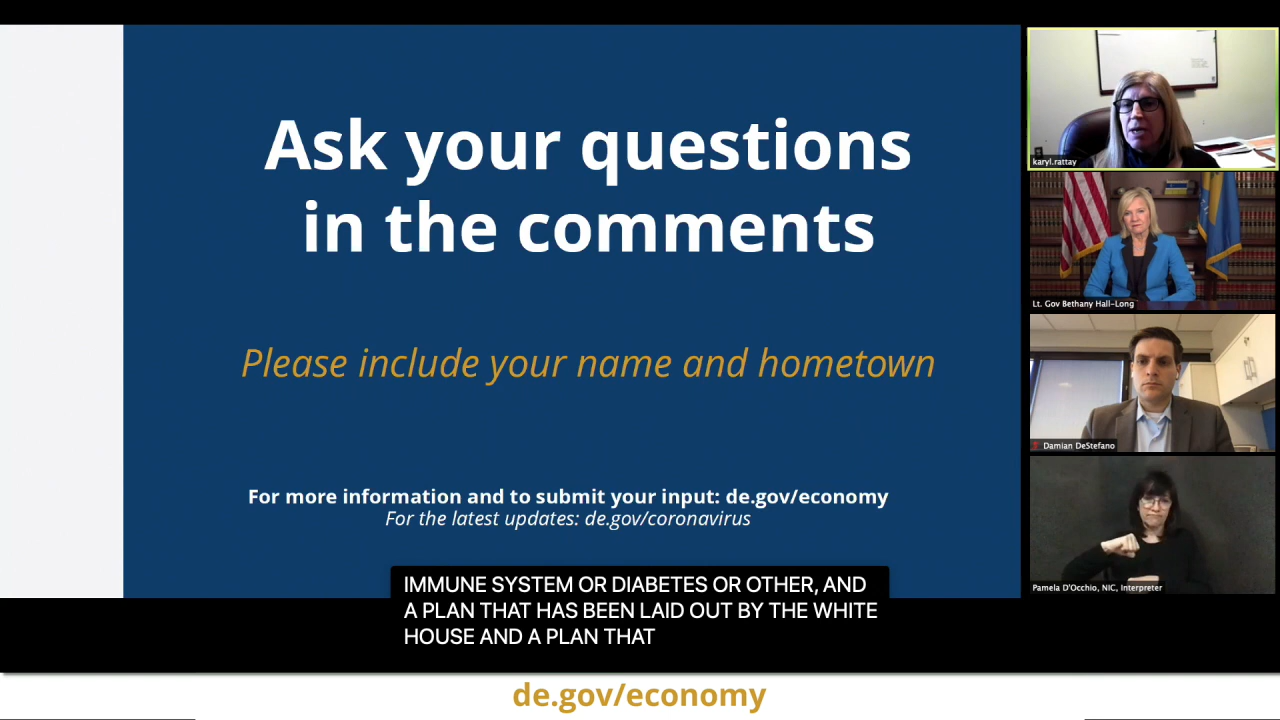 Ask your questions
in the comments
Please include your name and hometown
For more information and to submit your input: de.gov/economy
For the latest updates: de.gov/coronavirus
IMMUNE SYSTEM OR DIABETES OR OTHER, AND
A PLAN THAT HAS BEEN LAID OUT BY THE WHITE
HOUSE AND A PLAN THAT
de.gov/economy
karyl.rattay
Lt. Gov Bethany Hall-Long
Damian DeStefano
Pamela D'Occhio, NIC, Interpreter